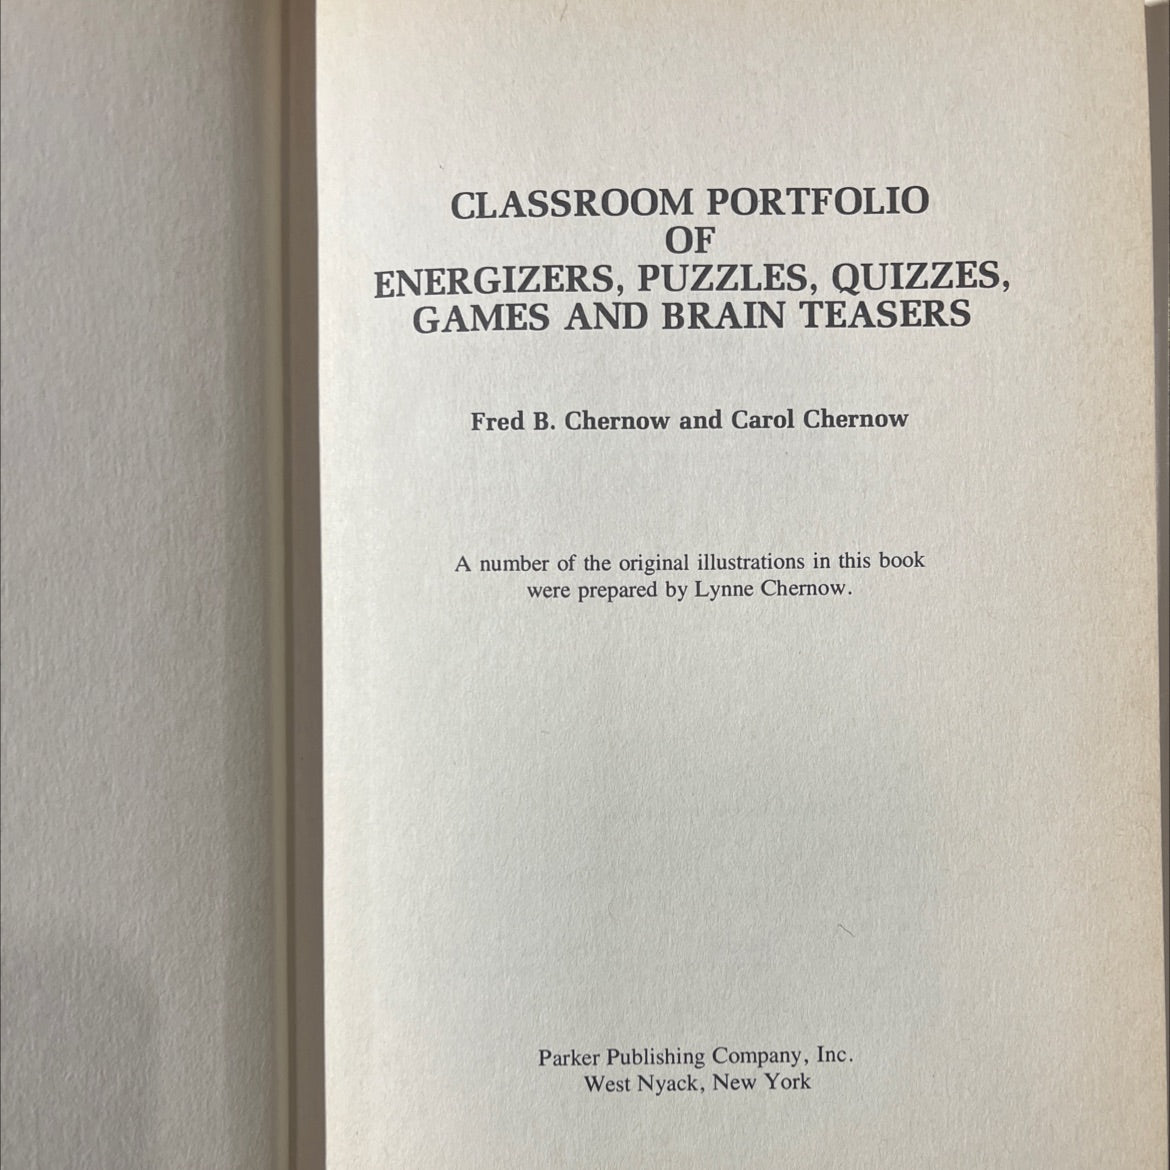 CLASSROOM PORTFOLIO
OF
ENERGIZERS, PUZZLES, QUIZZES,
GAMES AND BRAIN TEASERS
Fred B. Chernow and Carol Chernow
A number of the original illustrations in this book
were prepared by Lynne Chernow.
Parker Publishing Company, Inc.
West Nyack, New York